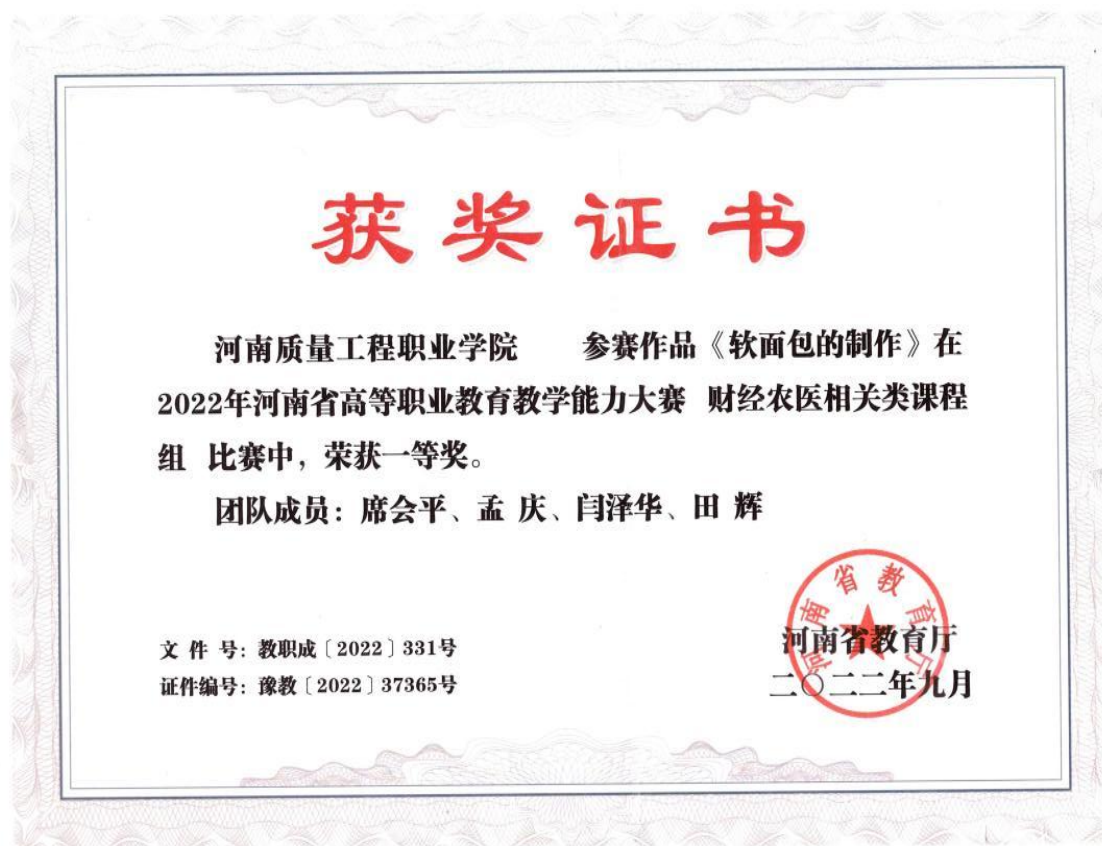 获奖证书
河南质量工程职业学院 参赛作品《软面包的制作》在
2022年河南省高等职业教育教学能力大赛 财经农医相关类课程
组 比赛中，荣获一等奖。
团队成员：席会平、孟 庆、闫泽华、田 辉
文 件 号：教职成〔2022〕331号
证件编号：豫教〔2022〕37365号
河南省教育厅
河南省教育厅
二〇二二年九月